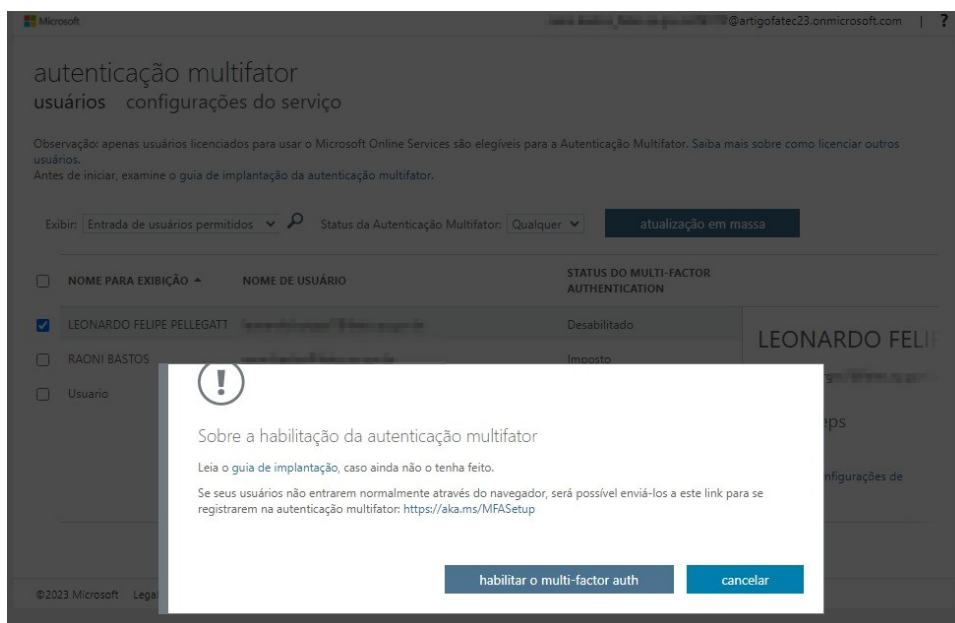 Microsoft
@artigofatec23.onmicrosoft.com | ?
autenticação multifator
usuários configurações do serviço
Observação: apenas usuários licenciados para usar o Microsoft Online Services são elegíveis para a Autenticação Multifator. Saiba mais sobre como licenciar outros
usuários.
Antes de iniciar, examine o guia de implantação da autenticação multifator.
Exibir: Entrada de usuários permitidos Status da Autenticação Multifator: Qualquer atualização em massa
NOME PARA EXIBIÇÃO NOME DE USUÁRIO STATUS DO MULTI-FACTOR
AUTHENTICATION
LEONARDO FELIPE PELLEGATT Desabilitado
LEONARDO FELI
RAONI BASTOS Imposto
Usuario
eps
nfigurações de
!
Sobre a habilitação da autenticação multifator
Leia o guia de implantação, caso ainda não o tenha feito.
Se seus usuários não entrarem normalmente através do navegador, será possível enviá-los a este link para se
registrarem na autenticação multifator: https://aka.ms/MFASetup
habilitar o multi-factor auth cancelar
©2023 Microsoft Legal